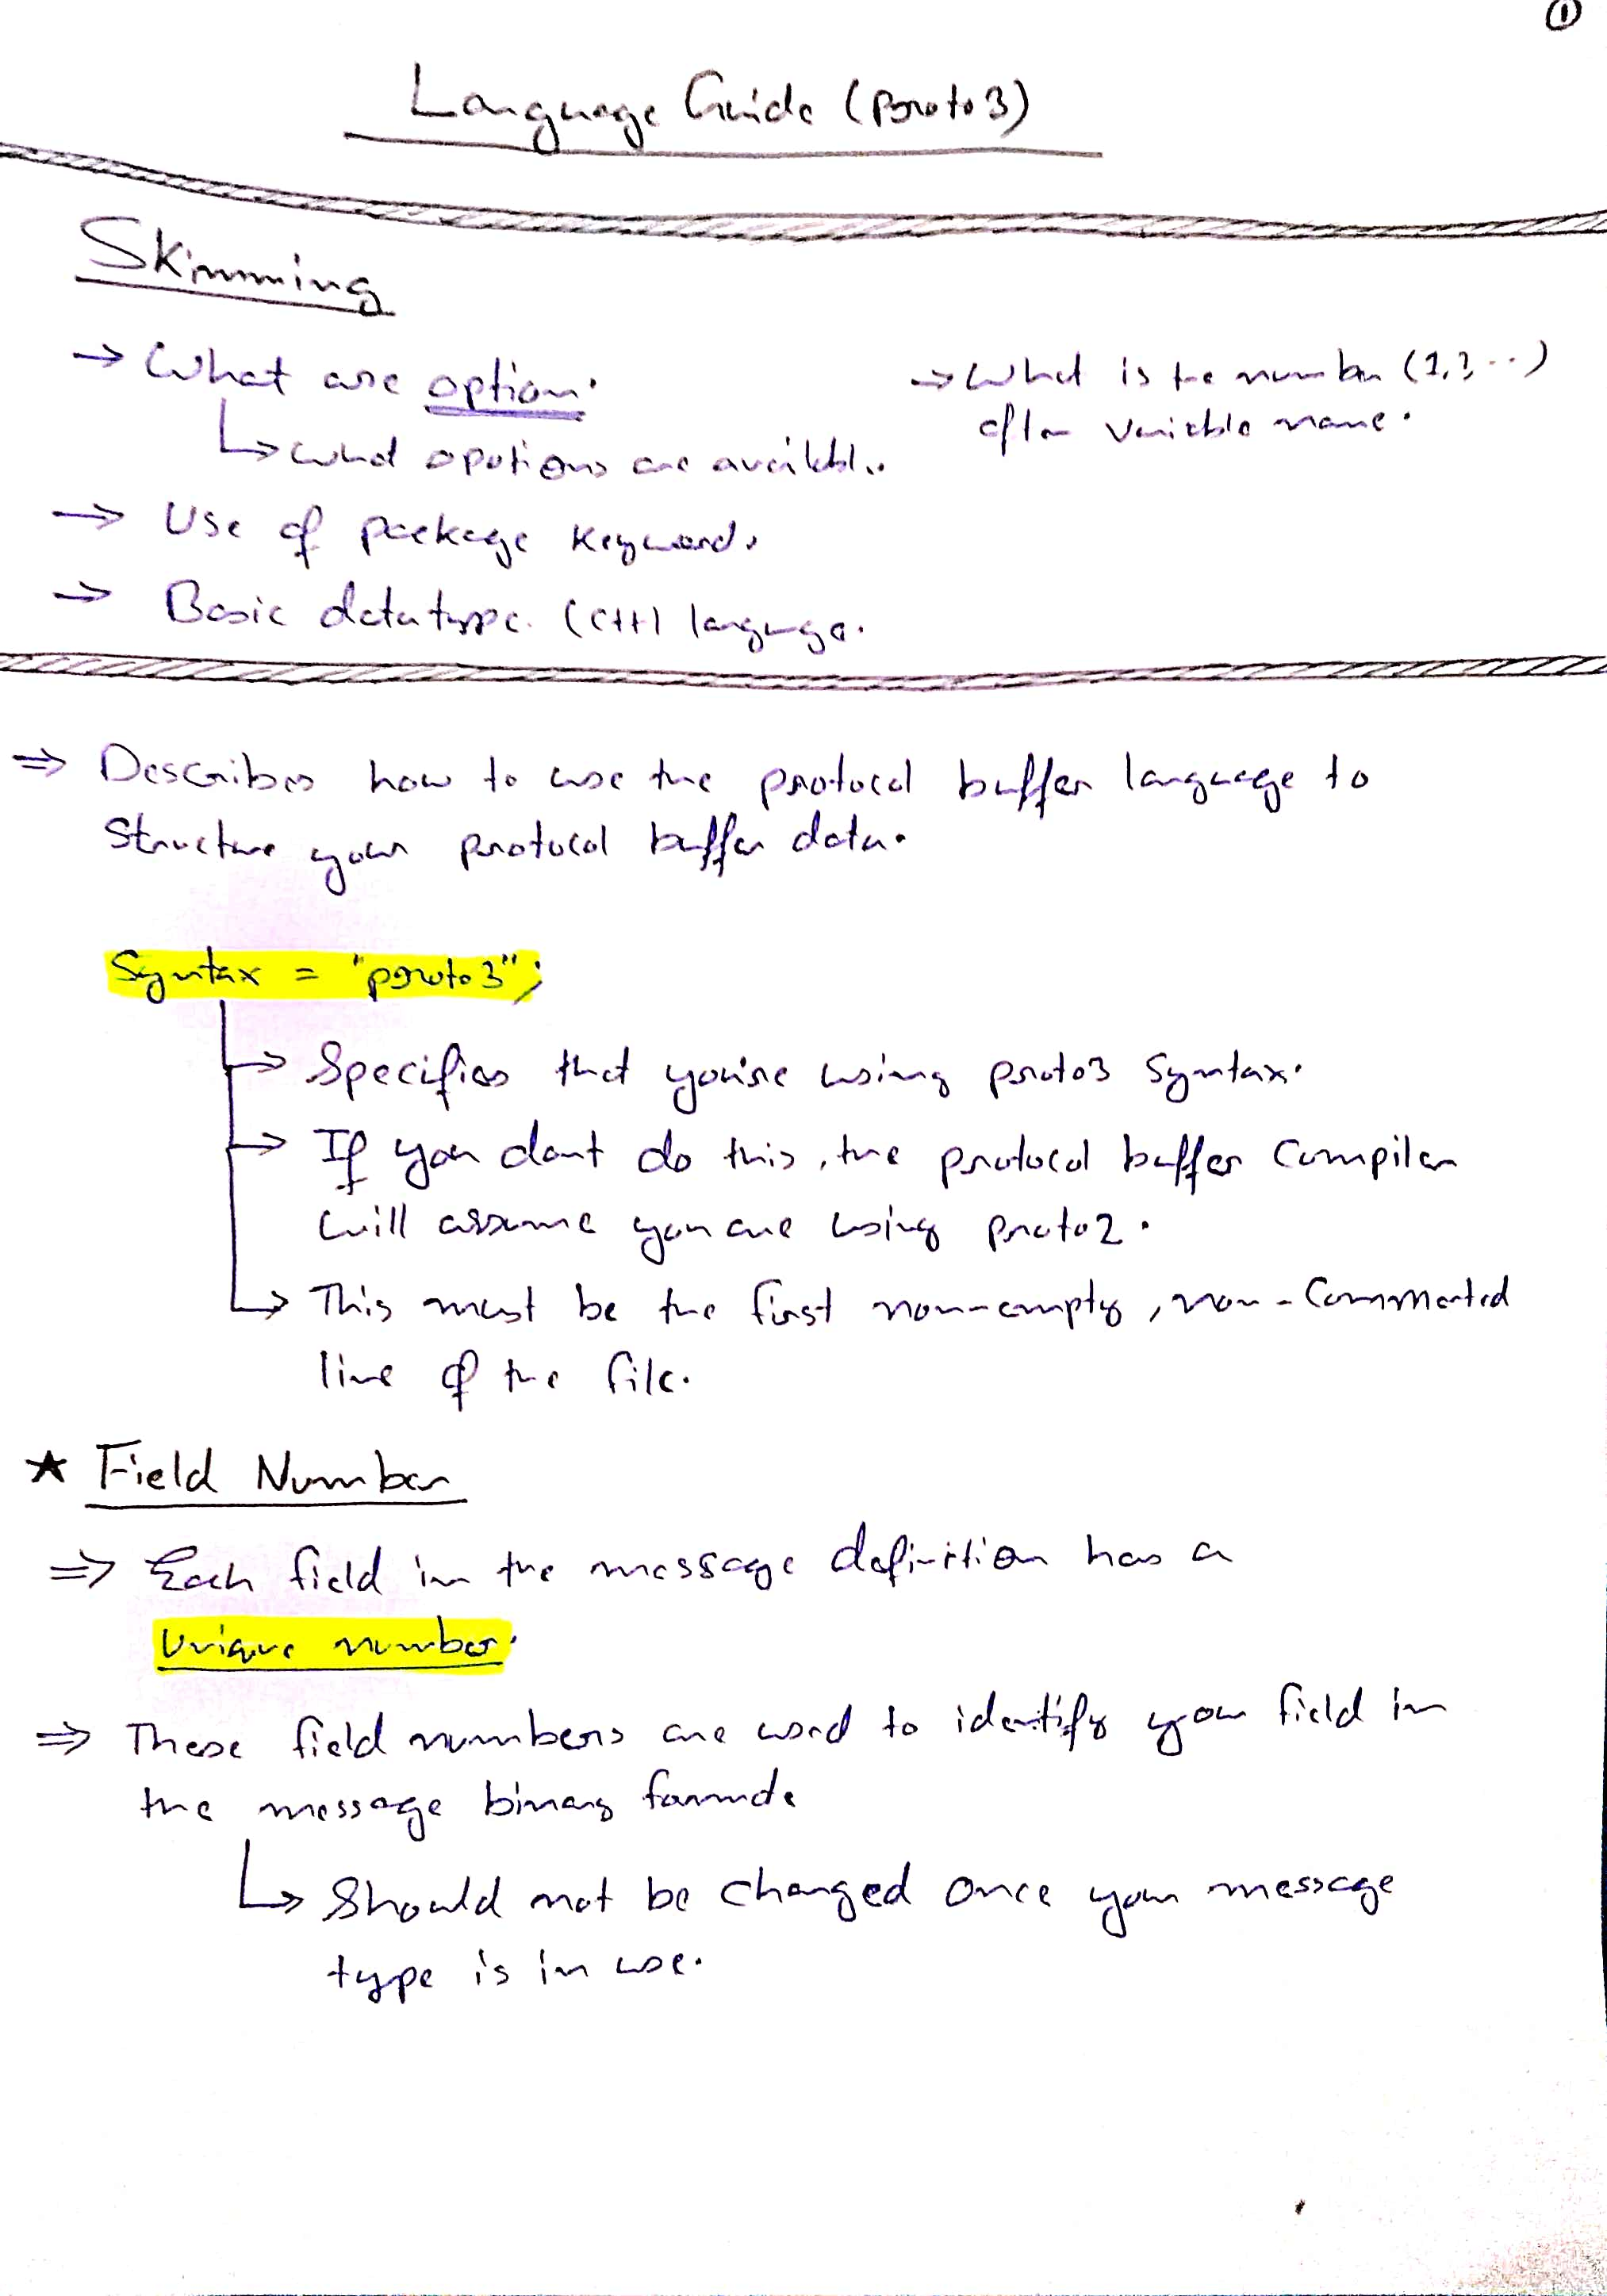 ①
Language Guide (proto3)
Skimming
→ What are option.
↳ what opotions are available.
→ What is the number (1,2...)
after variable name.
→ Use of package keyword.
→ Basic data type. (C++) language.
⇒ Describes how to use the protocol buffer language to
structure your protocol buffer data.
Syntax = "proto3";
→ Specifies that you're using proto3 syntax.
→ If you dont do this, the protocol buffer compiler
will assume you are using proto2.
→ This must be the first non-empty, non-commented
line of the file.
★ Field Number
⇒ Each field in the message definition has a
unique number.
⇒ These field numbers are used to identify your field in
the message binary format.
↳ Should not be changed once your message
type is in use.